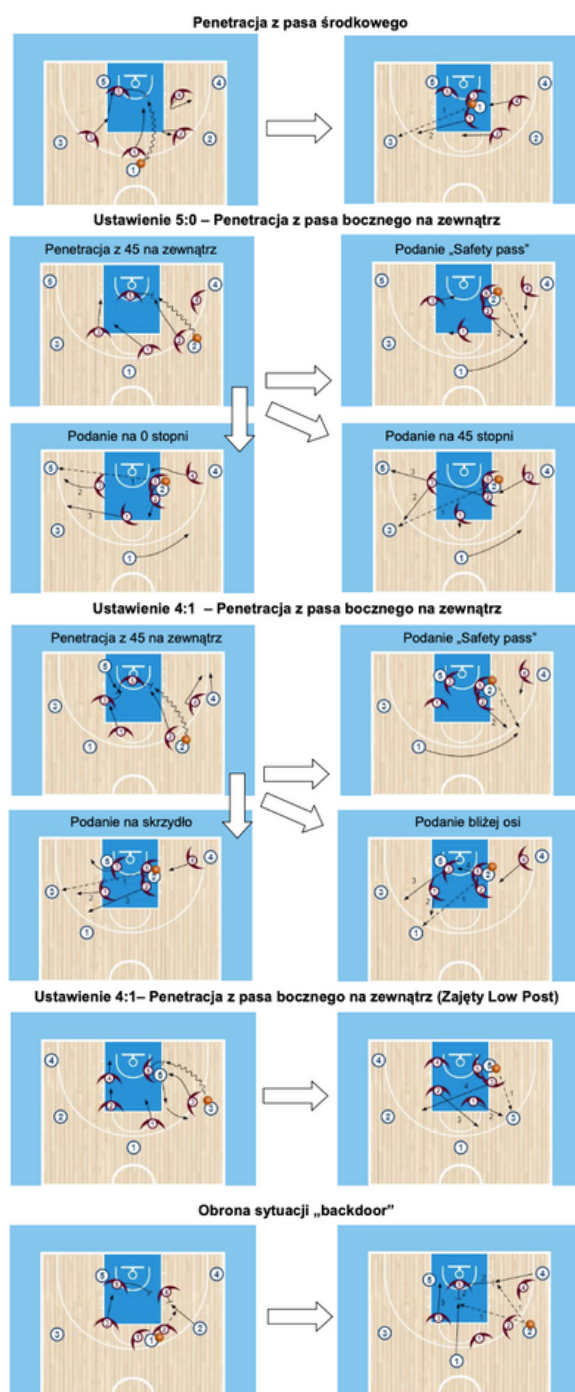 Penetracja z pasa środkowego
Ustawienie 5:0 – Penetracja z pasa bocznego na zewnątrz
Penetracja z 45 na zewnątrz
Podanie „Safety pass”
Podanie na 0 stopni
Podanie na 45 stopni
Ustawienie 4:1 – Penetracja z pasa bocznego na zewnątrz
Penetracja z 45 na zewnątrz
Podanie „Safety pass”
Podanie na skrzydło
Podanie bliżej osi
Ustawienie 4:1– Penetracja z pasa bocznego na zewnątrz (Zajęty Low Post)
Obrona sytuacji „backdoor”